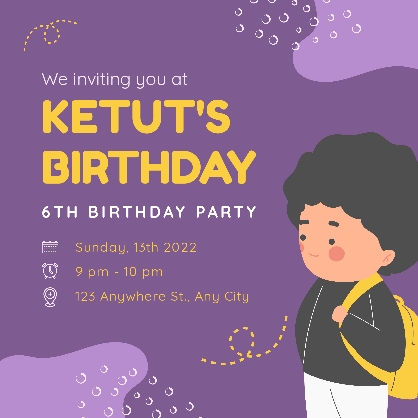 We inviting you at
KETUT'S
BIRTHDAY
6TH BIRTHDAY PARTY
Sunday, 13th 2022
9 pm - 10 pm
123 Anywhere St., Any City